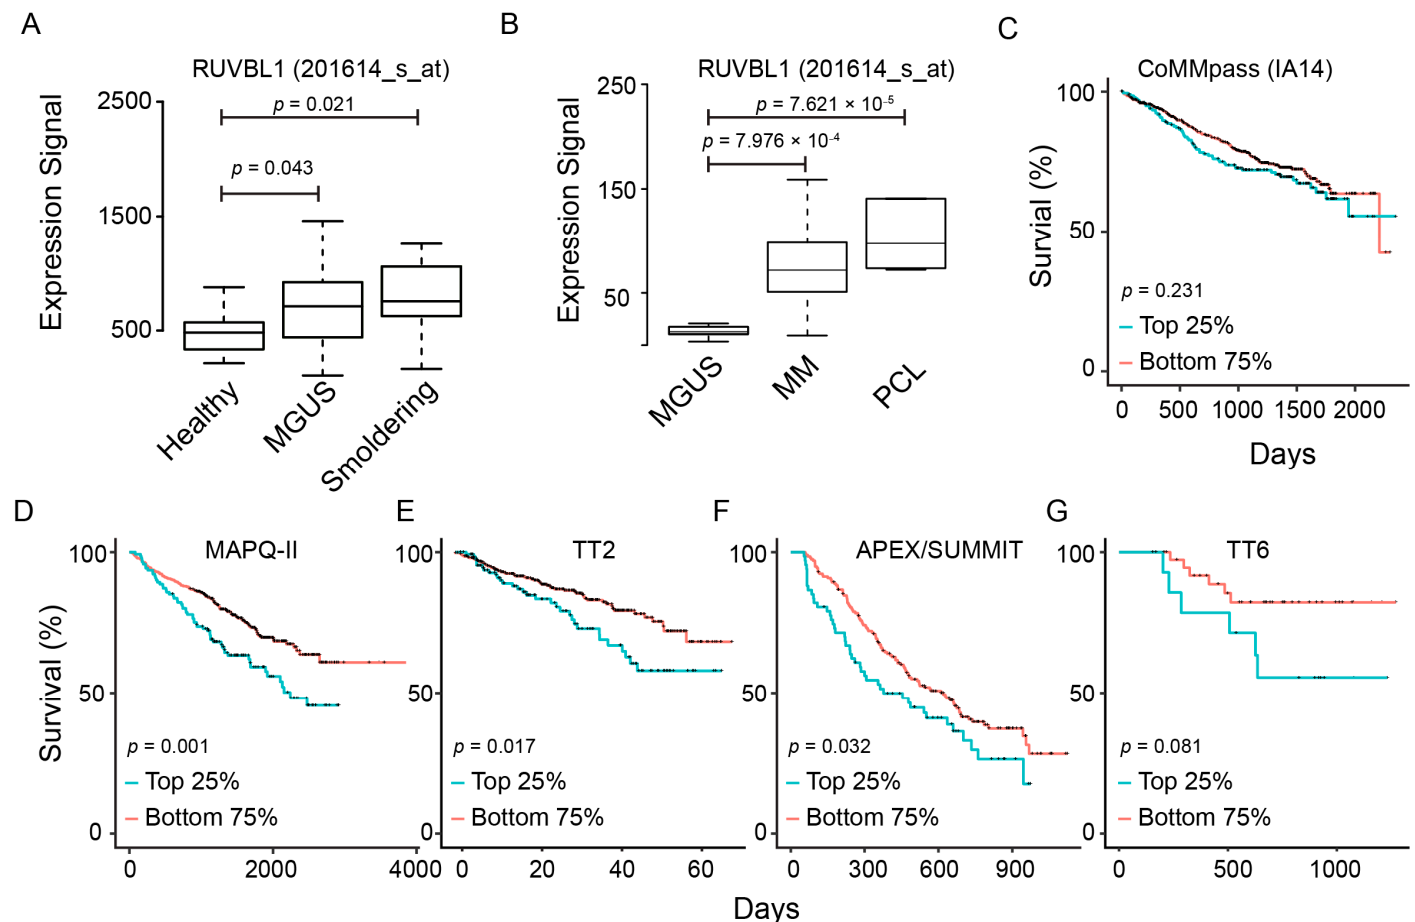 A
RUVBL1 (201614_s_at)
Expression Signal
2500
1500
500
p = 0.021
p = 0.043
Healthy
MGUS
Smoldering
B
RUVBL1 (201614_s_at)
Expression Signal
250
150
50
p = 7.621 × 10⁻⁵
p = 7.976 × 10⁻⁴
MGUS
MM
PCL
C
CoMMpass (IA14)
Survial (%)
100
50
0
p = 0.231
Top 25%
Bottom 75%
0 500 1000 1500 2000
Days
D
MAPQ-II
Survival (%)
100
50
0
p = 0.001
Top 25%
Bottom 75%
0 2000 4000
E
TT2
100
50
0
p = 0.017
Top 25%
Bottom 75%
0 20 40 60
F
APEX/SUMMIT
100
50
0
p = 0.032
Top 25%
Bottom 75%
0 300 600 900
G
TT6
100
50
0
p = 0.081
Top 25%
Bottom 75%
0 500 1000
Days